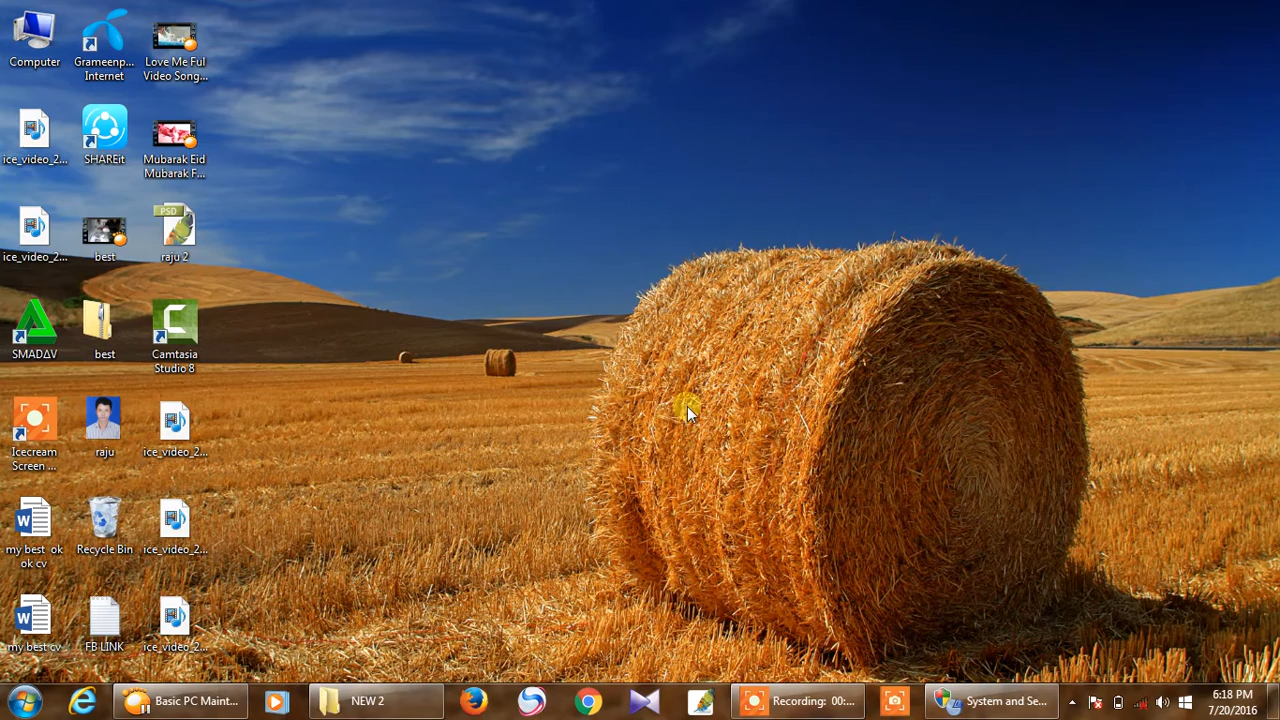 Computer
Grameenp...
Internet
Love Me Ful
Video Song...
ice_video_2...
SHAREit
Mubarak Eid
Mubarak F...
ice_video_2...
best
PSD
raju 2
SMADΔV
best
Camtasia
Studio 8
Icecream
Screen ...
raju
ice_video_2...
my best ok
ok cv
Recycle Bin
ice_video_2...
my best cv
FB LINK
ice_video_2...
Basic PC Maint...
NEW 2
Recording: 00:...
System and Se...
6:18 PM
7/20/2016